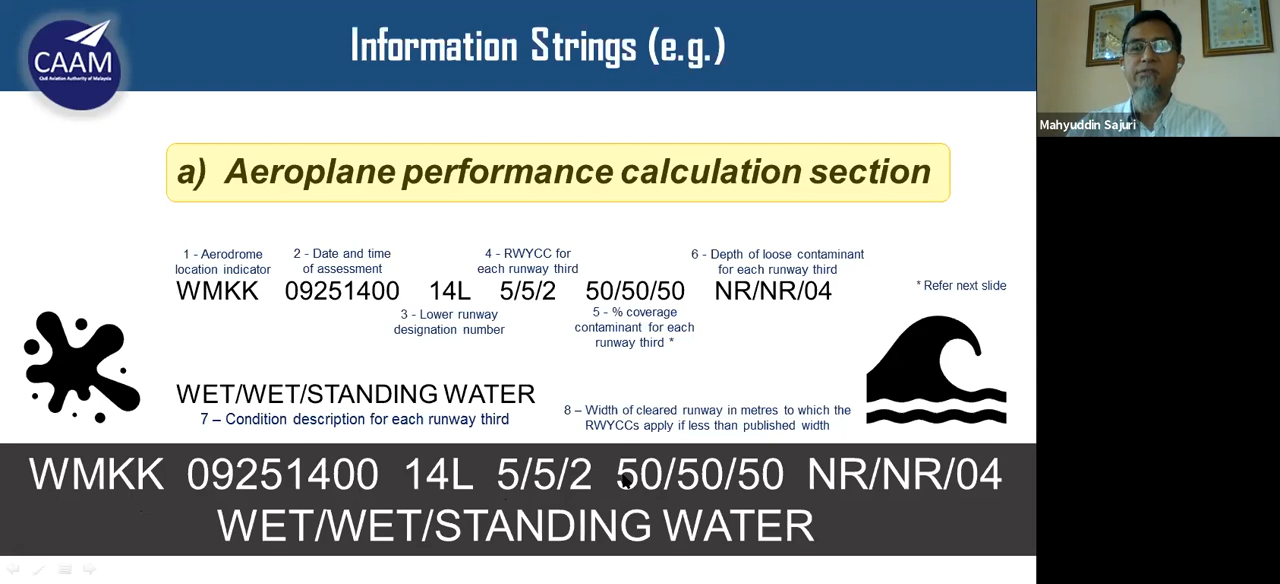 CAAM
Civil Aviation Authority of Malaysia
Information Strings (e.g.)
Mahyuddin Sajuri
a) Aeroplane performance calculation section
1 - Aerodrome
location indicator
2 - Date and time
of assessment
4 - RWYCC for
each runway third
6 - Depth of loose contaminant
for each runway third
WMKK 09251400 14L 5/5/2 50/50/50 NR/NR/04
* Refer next slide
3 - Lower runway
designation number
5 - % coverage
contaminant for each
runway third *
WET/WET/STANDING WATER
7 – Condition description for each runway third
8 – Width of cleared runway in metres to which the
RWYCCs apply if less than published width
WMKK 09251400 14L 5/5/2 50/50/50 NR/NR/04
WET/WET/STANDING WATER